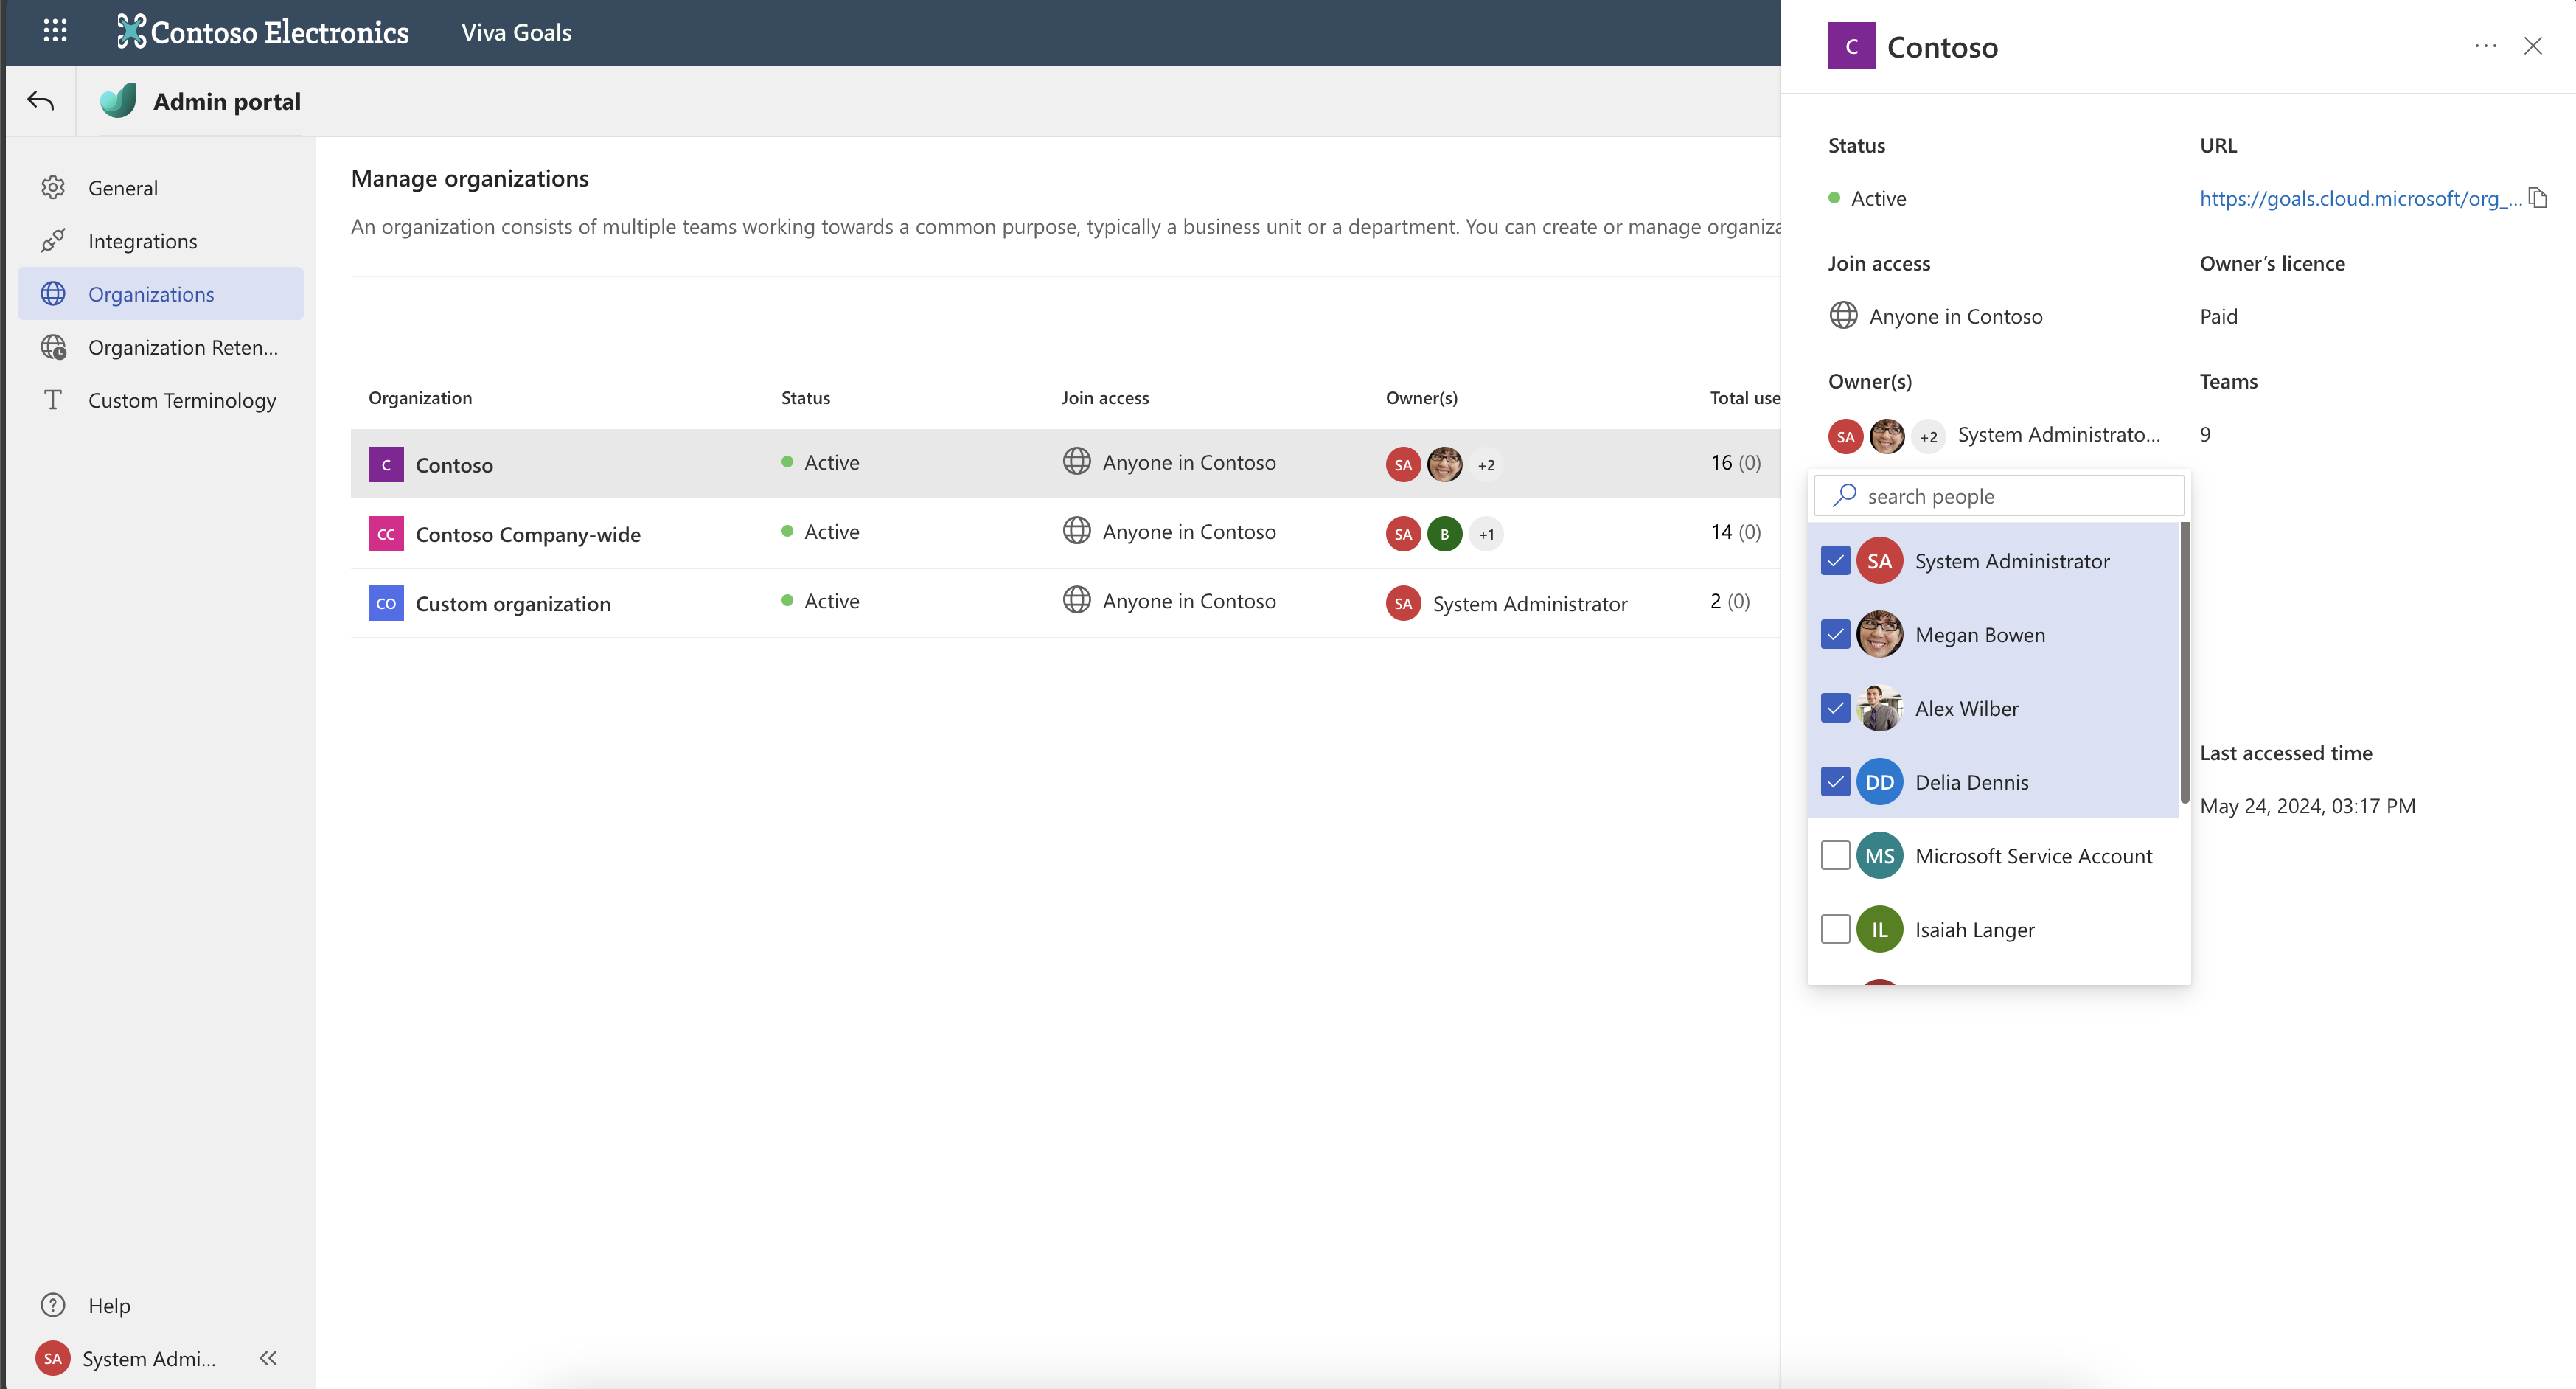 Contoso Electronics
Viva Goals
Admin portal
General
Integrations
Organizations
Organization Reten...
Custom Terminology
Help
SA System Admi...
Manage organizations
An organization consists of multiple teams working towards a common purpose, typically a business unit or a department. You can create or manage organiza
Organization Status Join access Owner(s) Total use
C Contoso Active Anyone in Contoso SA +2 16 (0)
CC Contoso Company-wide Active Anyone in Contoso SA B +1 14 (0)
CO Custom organization Active Anyone in Contoso SA System Administrator 2 (0)
C Contoso
Status URL
Active https://goals.cloud.microsoft/org_...
Join access Owner’s licence
Anyone in Contoso Paid
Owner(s) Teams
SA +2 System Administrato... 9
search people
SA System Administrator
Megan Bowen
Alex Wilber
DD Delia Dennis
MS Microsoft Service Account
IL Isaiah Langer
Last accessed time
May 24, 2024, 03:17 PM